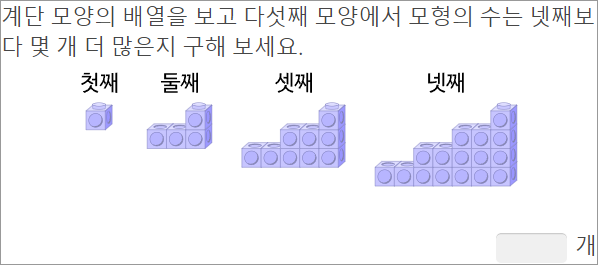 계단 모양의 배열을 보고 다섯째 모양에서 모형의 수는 넷째보
다 몇 개 더 많은지 구해 보세요.
첫째 둘째 셋째 넷째
개